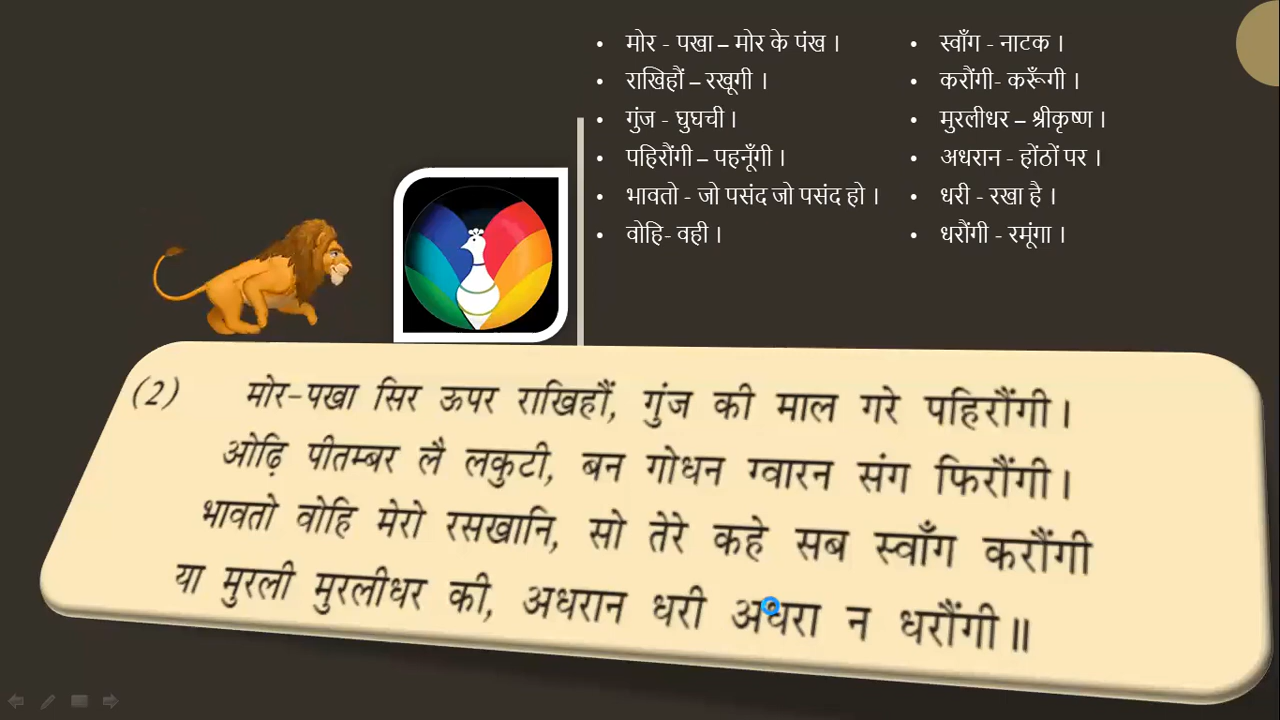 • मोर - पखा – मोर के पंख ।
• राखिहौं – रखूगी ।
• गुंज - घुघची ।
• पहिरौंगी – पहनूँगी ।
• भावतो - जो पसंद जो पसंद हो ।
• वोहि- वही ।
• स्वाँग - नाटक ।
• करौंगी- करूँगी ।
• मुरलीधर – श्रीकृष्ण ।
• अधरान - होंठों पर ।
• धरी - रखा है ।
• धरौंगी - रमूंगा ।
(2) मोर-पखा सिर ऊपर राखिहौं, गुंज की माल गरे पहिरौंगी ।
ओढ़ि पीतम्बर लै लकुटी, बन गोधन ग्वारन संग फिरौंगी ।
भावतो वोहि मेरो रसखानि, सो तेरे कहे सब स्वाँग करौंगी
या मुरली मुरलीधर की, अधरान धरी अधरा न धरौंगी ॥